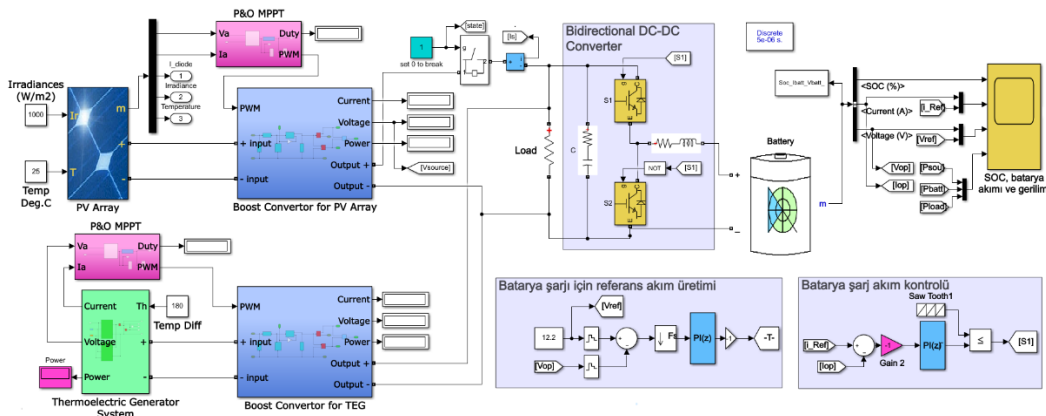 P&O MPPT
Va
Ia
Duty
PWM
I_diode
1
Irradiance
2
Temperature
3
Irradiances
(W/m2)
1000
Ir
T
m
+
-
25
Temp
Deg.C
PV Array
PWM
+ input
- input
Current
Voltage
Power
Output +
Output -
Boost Convertor for PV Array
[Vsource]
[state]
1
sot 0 to break
g
1
2
[Is]
+
-
Load
+
Bidirectional DC-DC
Converter
[S1]
S1
C
NOT
[S1]
S2
+
_
Battery
m
Discrete
5e-06 s.
Soc_Ibatt_Vbatt_
<SOC (%)>
<Current (A)>
<Voltage (V)>
[i_Ref]
[Vref]
[Vop]
[Iop]
[Psou]
[Pbatt]
[Pload]
SOC, batarya
akımı ve gerilim
P&O MPPT
Va
Ia
Duty
PWM
Current
Voltage
Power
Th
180
Temp Diff
Power
Thermoelectric Generator
System
PWM
+ input
- input
Current
Voltage
Power
Output +
Output -
Boost Convertor for TEG
Batarya şarjı için referans akım üretimi
[Vref]
12.2
[Vop]
+
-
Fs
PI(z)
-1
-T-
Batarya şarj akım kontrolü
Saw Tooth1
[i_Ref]
[Iop]
+
-
-1
Gain 2
PI(z)
≤
[S1]